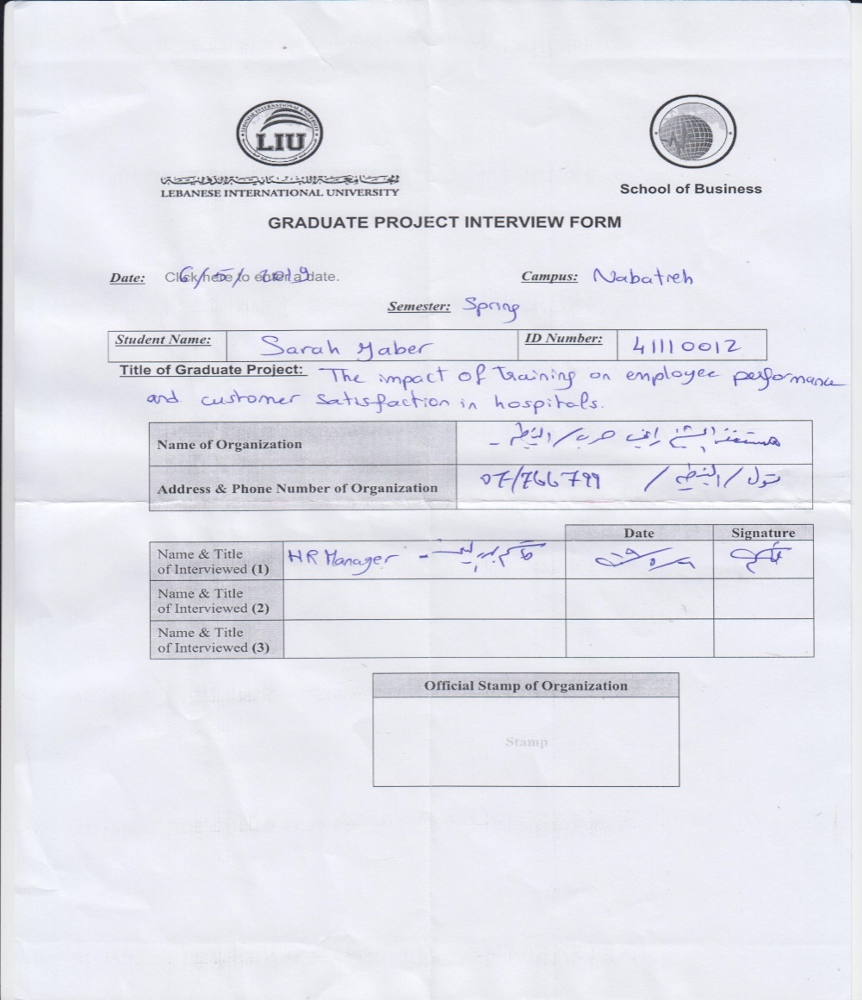 LIU
الجامعة اللبنانية الدولية
LEBANESE INTERNATIONAL UNIVERSITY
School of Business
GRADUATE PROJECT INTERVIEW FORM
Date: Click here to enter a date. 6/5/2019 Campus: Nabatieh
Semester: Spring
Student Name: Sarah Jaber ID Number: 41110012
Title of Graduate Project: The impact of Training on employee performance
and customer satisfaction in hospitals.
Name of Organization مستشفى الشيخ راغب حرب / النبطية -
Address & Phone Number of Organization تول / النبطية / 07/766799
Date Signature
Name & Title
of Interviewed (1) HR Manager -
Name & Title
of Interviewed (2)
Name & Title
of Interviewed (3)
Official Stamp of Organization
Stamp